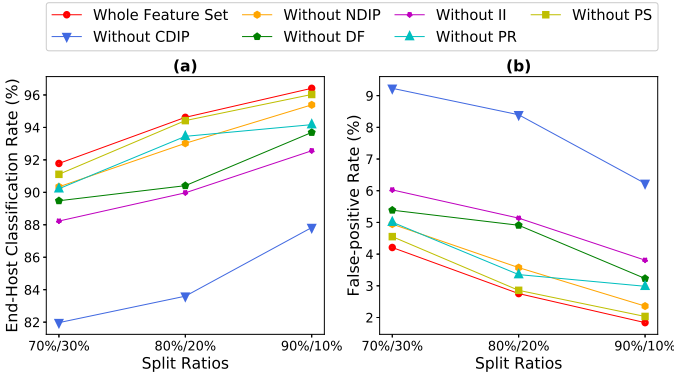 Whole Feature Set Without NDIP Without II Without PS
Without CDIP Without DF Without PR
(a)
End-Host Classification Rate (%)
96
94
92
90
88
86
84
82
70%/30% 80%/20% 90%/10%
Split Ratios
(b)
False-positive Rate (%)
9
8
7
6
5
4
3
2
70%/30% 80%/20% 90%/10%
Split Ratios